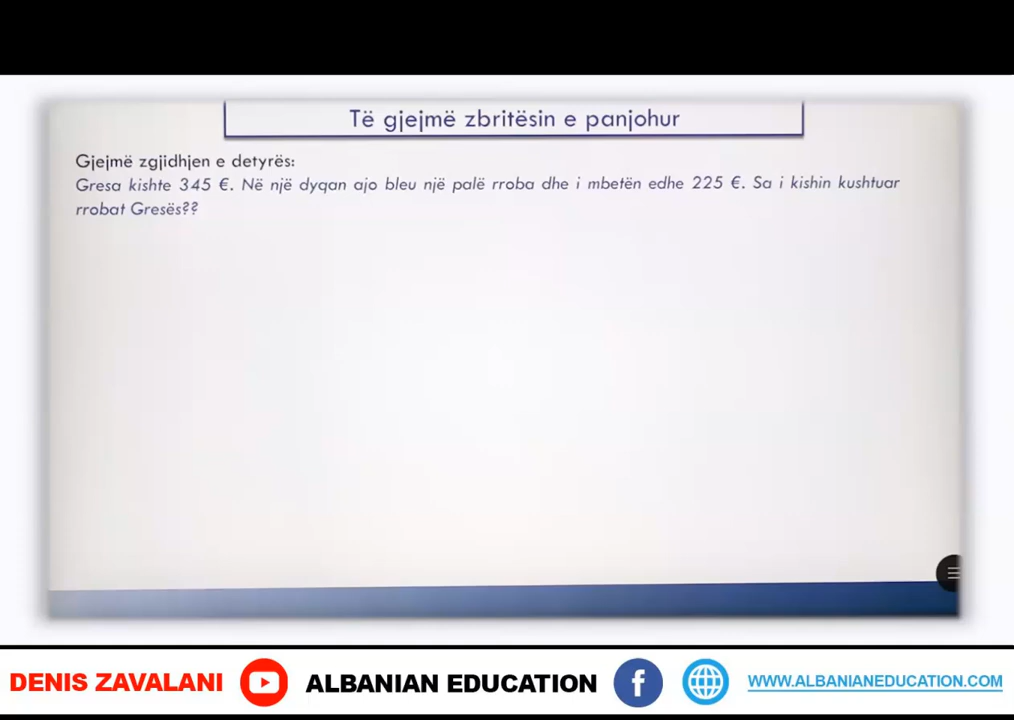 Të gjejmë zbritësin e panjohur
Gjejmë zgjidhjen e detyrës:
Gresa kishte 345 €. Në një dyqan ajo bleu një palë rroba dhe i mbetën edhe 225 €. Sa i kishin kushtuar
rrobat Gresës??
DENIS ZAVALANI ALBANIAN EDUCATION WWW.ALBANIANEDUCATION.COM